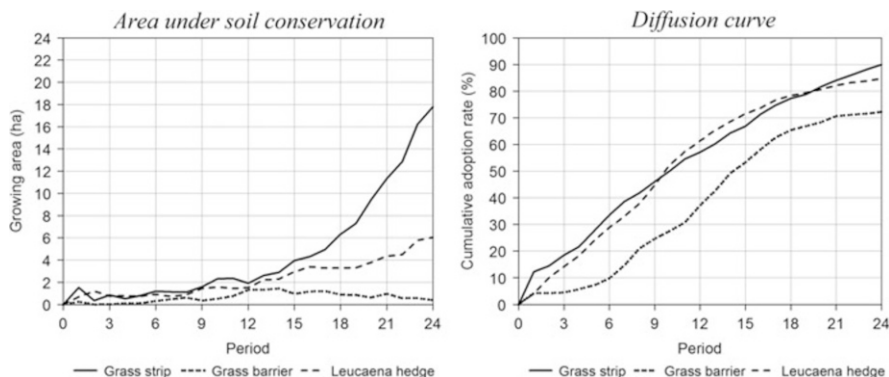 Area under soil conservation
24
22
20
18
16
14
12
10
8
6
4
2
0
Growing area (ha)
0 3 6 9 12 15 18 21 24
Period
Grass strip Grass barrier Leucaena hedge
Diffusion curve
100
90
80
70
60
50
40
30
20
10
0
Cumulative adoption rate (%)
0 3 6 9 12 15 18 21 24
Period
Grass strip Grass barrier Leucaena hedge